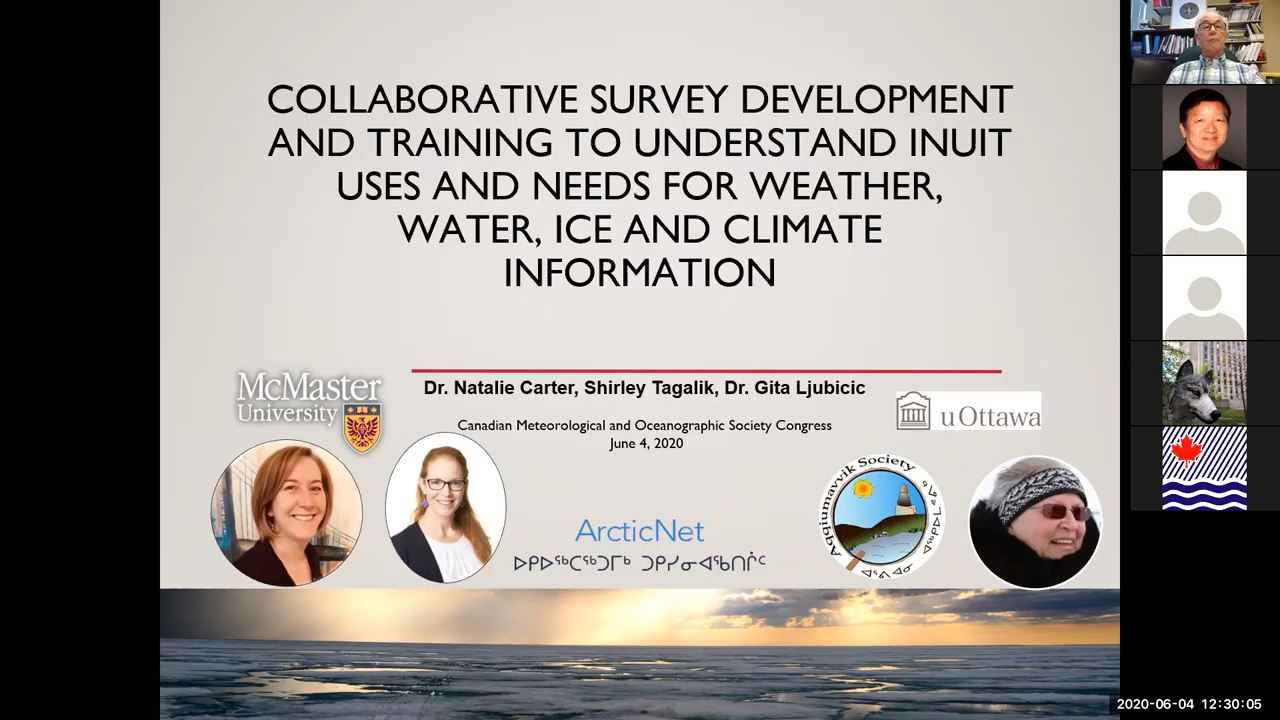 COLLABORATIVE SURVEY DEVELOPMENT
AND TRAINING TO UNDERSTAND INUIT
USES AND NEEDS FOR WEATHER,
WATER, ICE AND CLIMATE
INFORMATION
McMaster
University
Dr. Natalie Carter, Shirley Tagalik, Dr. Gita Ljubicic
uOttawa
Canadian Meteorological and Oceanographic Society Congress
June 4, 2020
Aqqiumavvik Society
ArcticNet
ᐅᑭᐅᖅᑕᖅᑐᒥᒃ ᑐᑭᓯᓂᐊᖃᑎᒌᑦ
2020-06-04 12:30:05